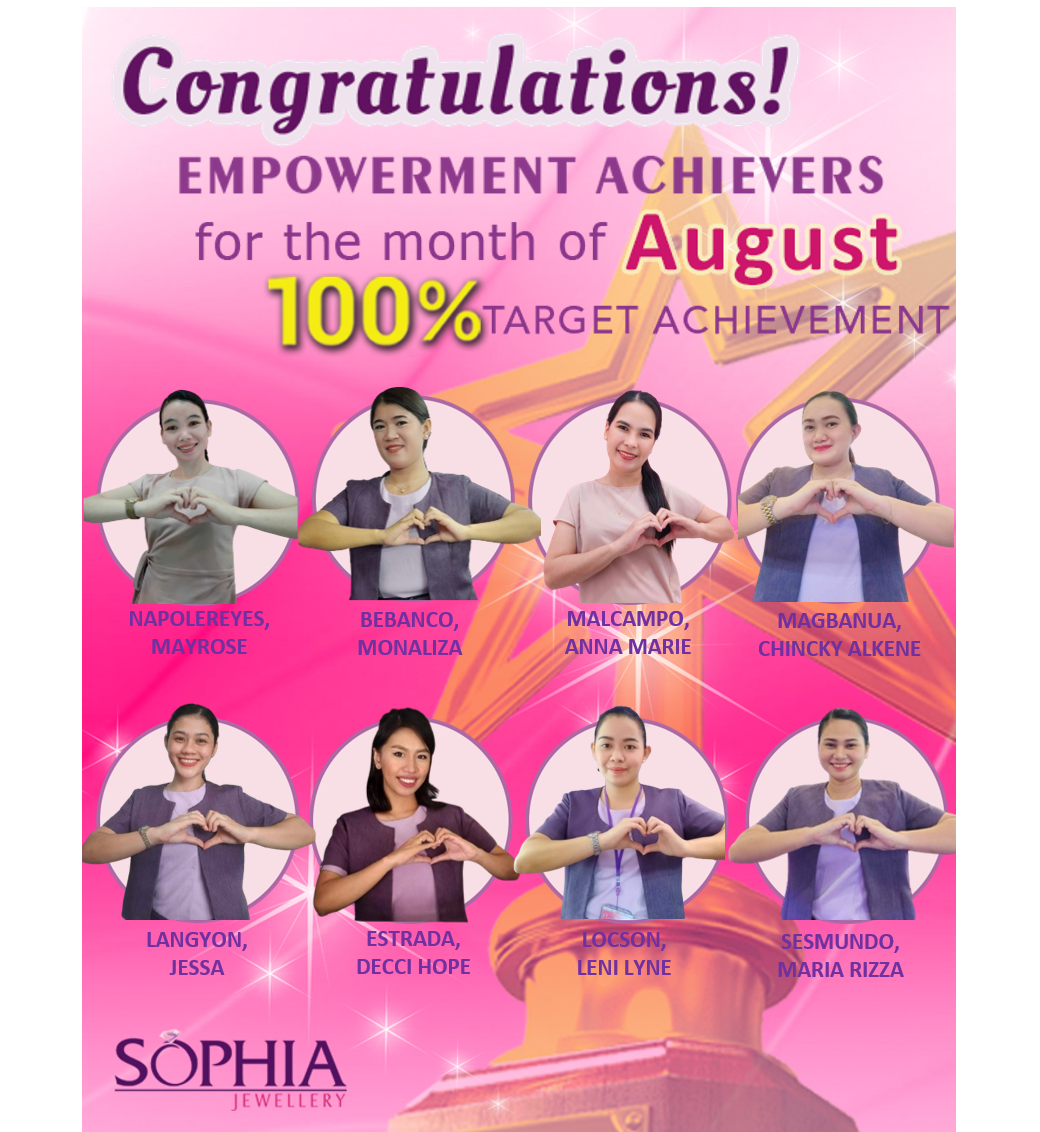 Congratulations!
EMPOWERMENT ACHIEVERS
for the month of August
100% TARGET ACHIEVEMENT
NAPOLEREYES,
MAYROSE
BEBANCO,
MONALIZA
MALCAMPO,
ANNA MARIE
MAGBANUA,
CHINCKY ALKENE
LANGYON,
JESSA
ESTRADA,
DECCI HOPE
LOCSON,
LENI LYNE
SESMUNDO,
MARIA RIZZA
SOPHIA
JEWELLERY